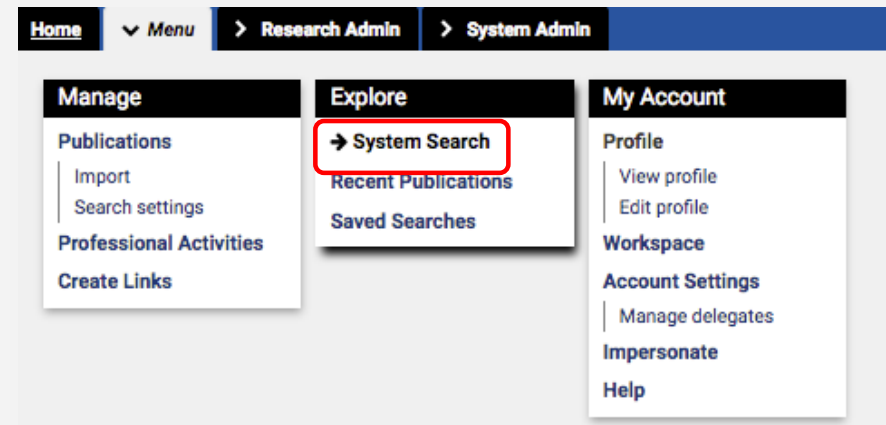 Home Menu Research Admin System Admin
Manage
Publications
Import
Search settings
Professional Activities
Create Links
Explore
System Search
Recent Publications
Saved Searches
My Account
Profile
View profile
Edit profile
Workspace
Account Settings
Manage delegates
Impersonate
Help